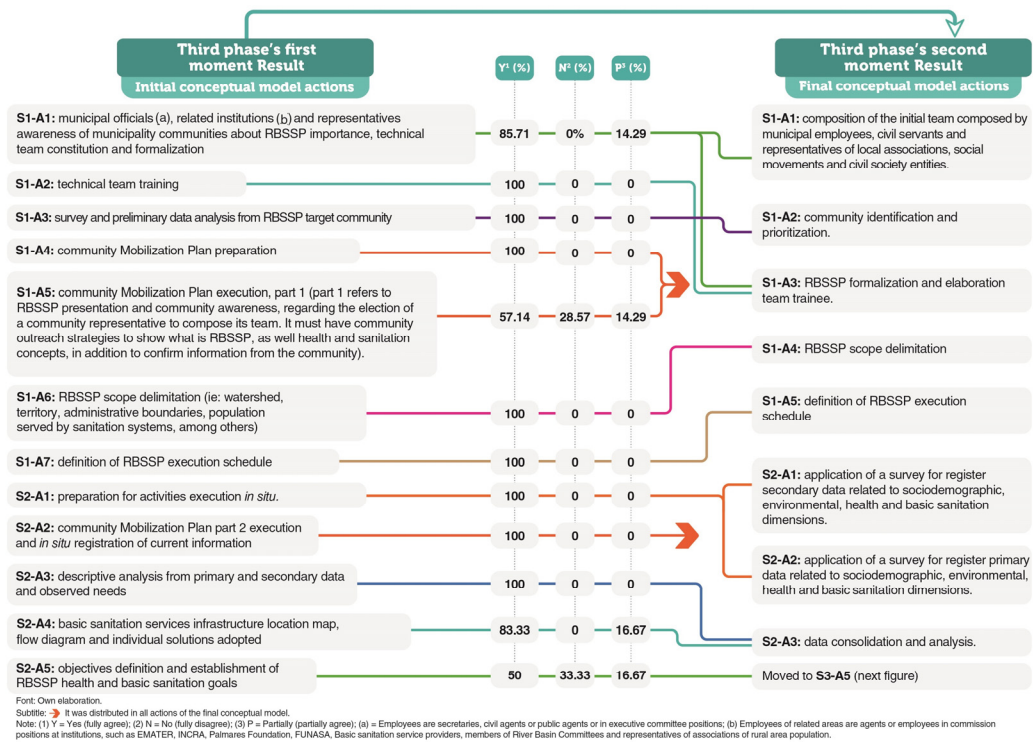 Third phase's first
moment Result
Initial conceptual model actions
Y¹ (%)
N² (%)
P³ (%)
Third phase's second
moment Result
Final conceptual model actions
S1-A1: municipal officials (a), related institutions (b) and representatives
awareness of municipality communities about RBSSP importance, technical
team constitution and formalization
85.71
0%
14.29
S1-A2: technical team training
100
0
0
S1-A3: survey and preliminary data analysis from RBSSP target community
100
0
0
S1-A4: community Mobilization Plan preparation
100
0
0
S1-A5: community Mobilization Plan execution, part 1 (part 1 refers to
RBSSP presentation and community awareness, regarding the election of
a community representative to compose its team. It must have community
outreach strategies to show what is RBSSP, as well health and sanitation
concepts, in addition to confirm information from the community).
57.14
28.57
14.29
S1-A6: RBSSP scope delimitation (ie: watershed,
territory, administrative boundaries, population
served by sanitation systems, among others)
100
0
0
S1-A7: definition of RBSSP execution schedule
100
0
0
S2-A1: preparation for activities execution in situ.
100
0
0
S2-A2: community Mobilization Plan part 2 execution
and in situ registration of current information
100
0
0
S2-A3: descriptive analysis from primary and secondary data
and observed needs
100
0
0
S2-A4: basic sanitation services infrastructure location map,
flow diagram and individual solutions adopted
83.33
0
16.67
S2-A5: objectives definition and establishment of
RBSSP health and basic sanitation goals
50
33.33
16.67
S1-A1: composition of the initial team composed by
municipal employees, civil servants and
representatives of local associations, social
movements and civil society entities.
S1-A2: community identification and
prioritization.
S1-A3: RBSSP formalization and elaboration
team trainee.
S1-A4: RBSSP scope delimitation
S1-A5: definition of RBSSP execution
schedule
S2-A1: application of a survey for register
secondary data related to sociodemographic,
environmental, health and basic sanitation
dimensions.
S2-A2: application of a survey for register primary
data related to sociodemographic, environmental,
health and basic sanitation dimensions.
S2-A3: data consolidation and analysis.
Moved to S3-A5 (next figure)
Font: Own elaboration.
Subtitle: It was distributed in all actions of the final conceptual model.
Note: (1) Y = Yes (fully agree); (2) N = No (fully disagree); (3) P = Partially (partially agree); (a) = Employees are secretaries, civil agents or public agents or in executive committee positions; (b) Employees of related areas are agents or employees in commission
positions at institutions, such as EMATER, INCRA, Palmares Foundation, FUNASA, Basic sanitation service providers, members of River Basin Committees and representatives of associations of rural area population.